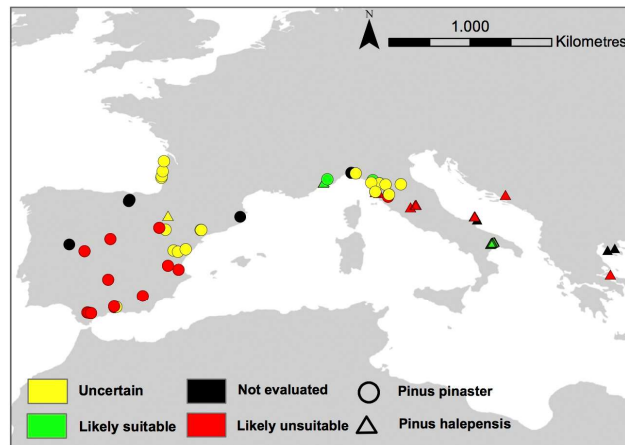 N
1.000
Kilometres
Uncertain
Not evaluated
Pinus pinaster
Likely suitable
Likely unsuitable
Pinus halepensis